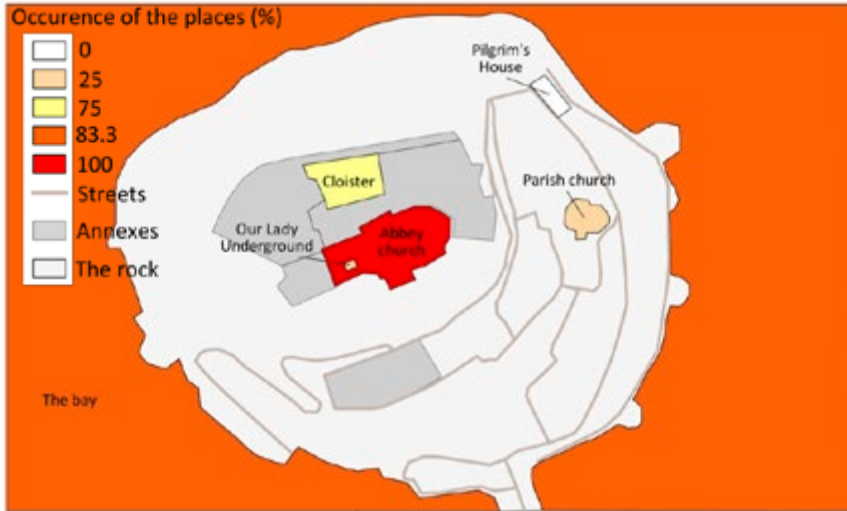 Occurence of the places (%)
0
25
75
83.3
100
Streets
Annexes
The rock
Pilgrim's
House
Parish church
Cloister
Our Lady
Underground
Abbey
church
The bay